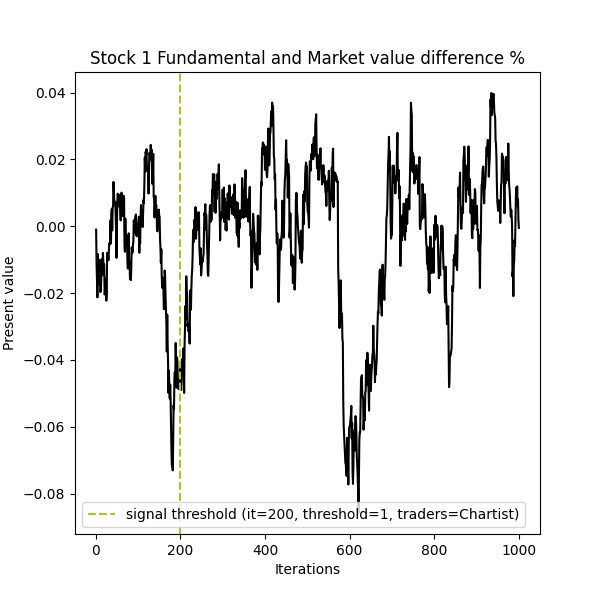 Stock 1 Fundamental and Market value difference %
0.04
0.02
0.00
−0.02
−0.04
−0.06
−0.08
Present value
signal threshold (it=200, threshold=1, traders=Chartist)
0 200 400 600 800 1000
Iterations